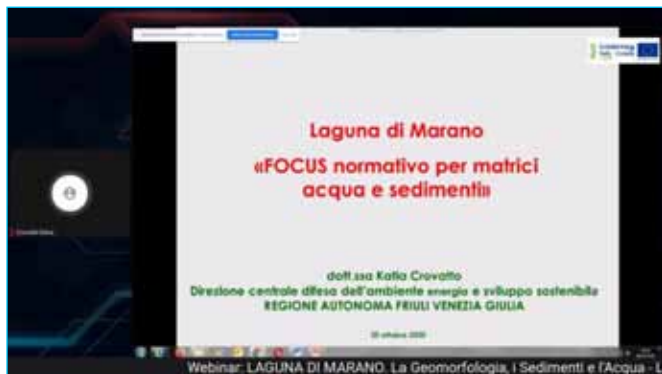 Laguna di Marano
«FOCUS normativo per matrici
acqua e sedimenti»
dott.ssa Katia Crovatto
Direzione centrale difesa dell'ambiente energia e sviluppo sostenibile
REGIONE AUTONOMA FRIULI VENEZIA GIULIA
Webinar: LAGUNA DI MARANO. La Geomorfologia, i Sedimenti e l'Acqua - L